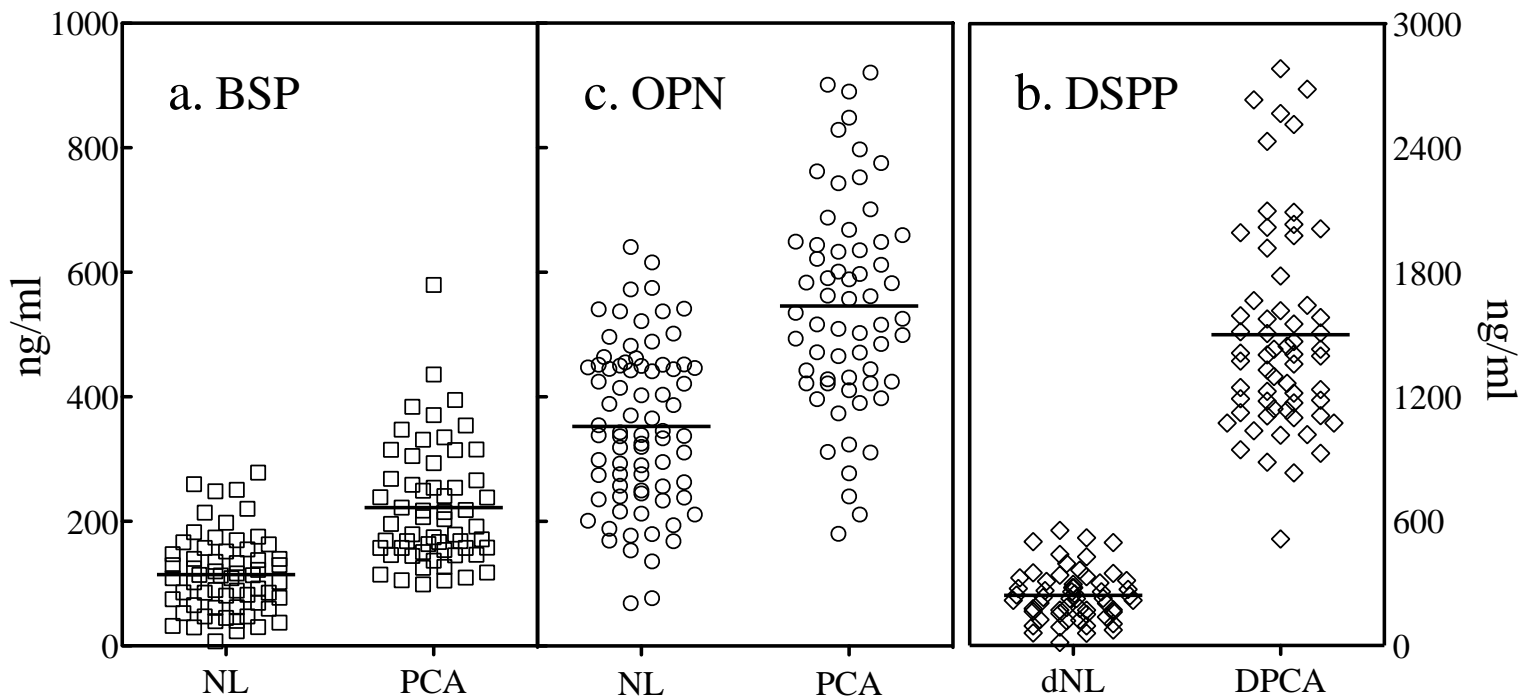 1000
800
600
400
200
0
ng/ml
a. BSP
NL
PCA
c. OPN
NL
PCA
b. DSPP
dNL
DPCA
3000
2400
1800
1200
600
0
ng/ml